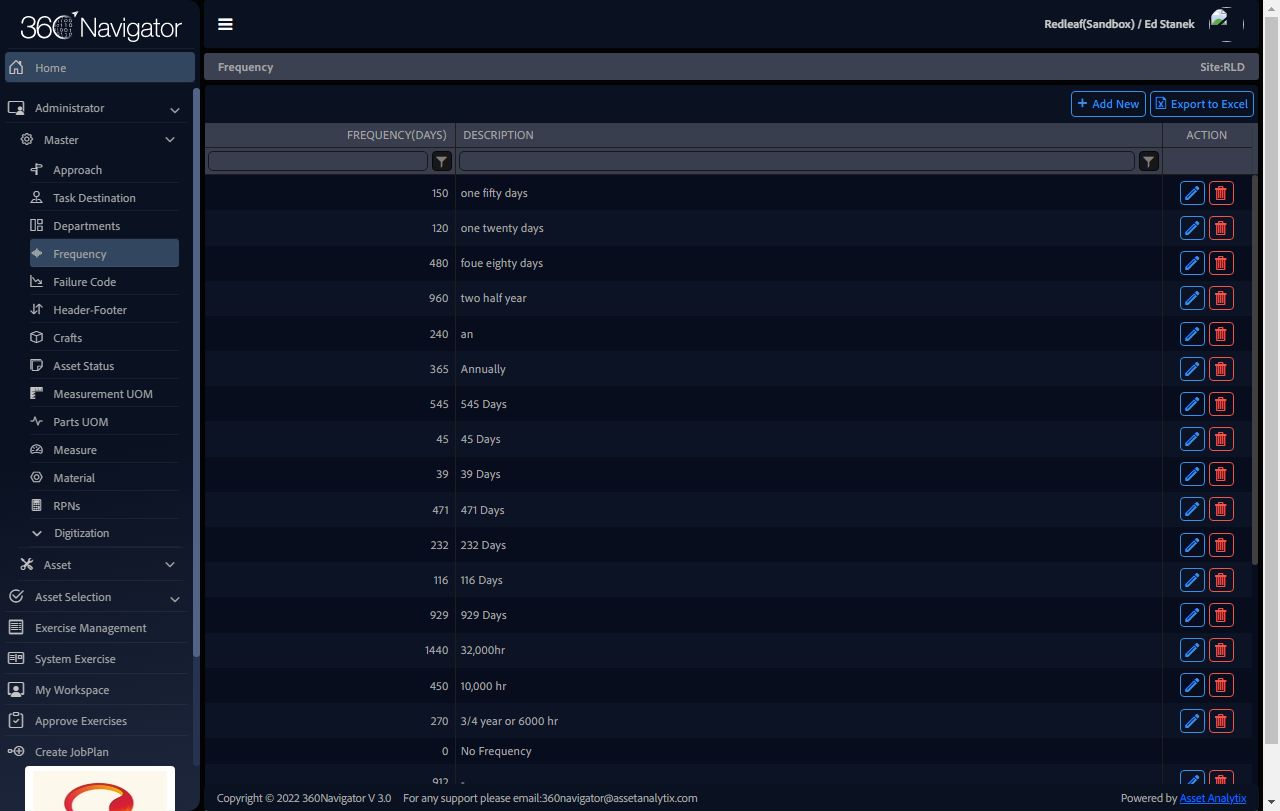 360 Navigator
Redleaf(Sandbox) / Ed Stanek
Home
Frequency
Site:RLD
Administrator
Master
Approach
Task Destination
Departments
Frequency
Failure Code
Header-Footer
Crafts
Asset Status
Measurement UOM
Parts UOM
Measure
Material
RPNs
Digitization
Asset
Asset Selection
Exercise Management
System Exercise
My Workspace
Approve Exercises
Create JobPlan
+ Add New
Export to Excel
FREQUENCY(DAYS) DESCRIPTION ACTION
150 one fifty days
120 one twenty days
480 foue eighty days
960 two half year
240 an
365 Annually
545 545 Days
45 45 Days
39 39 Days
471 471 Days
232 232 Days
116 116 Days
929 929 Days
1440 32,000hr
450 10,000 hr
270 3/4 year or 6000 hr
0 No Frequency
912 -
Copyright © 2022 360Navigator V 3.0 For any support please email:360navigator@assetanalytix.com
Powered by Asset Analytix